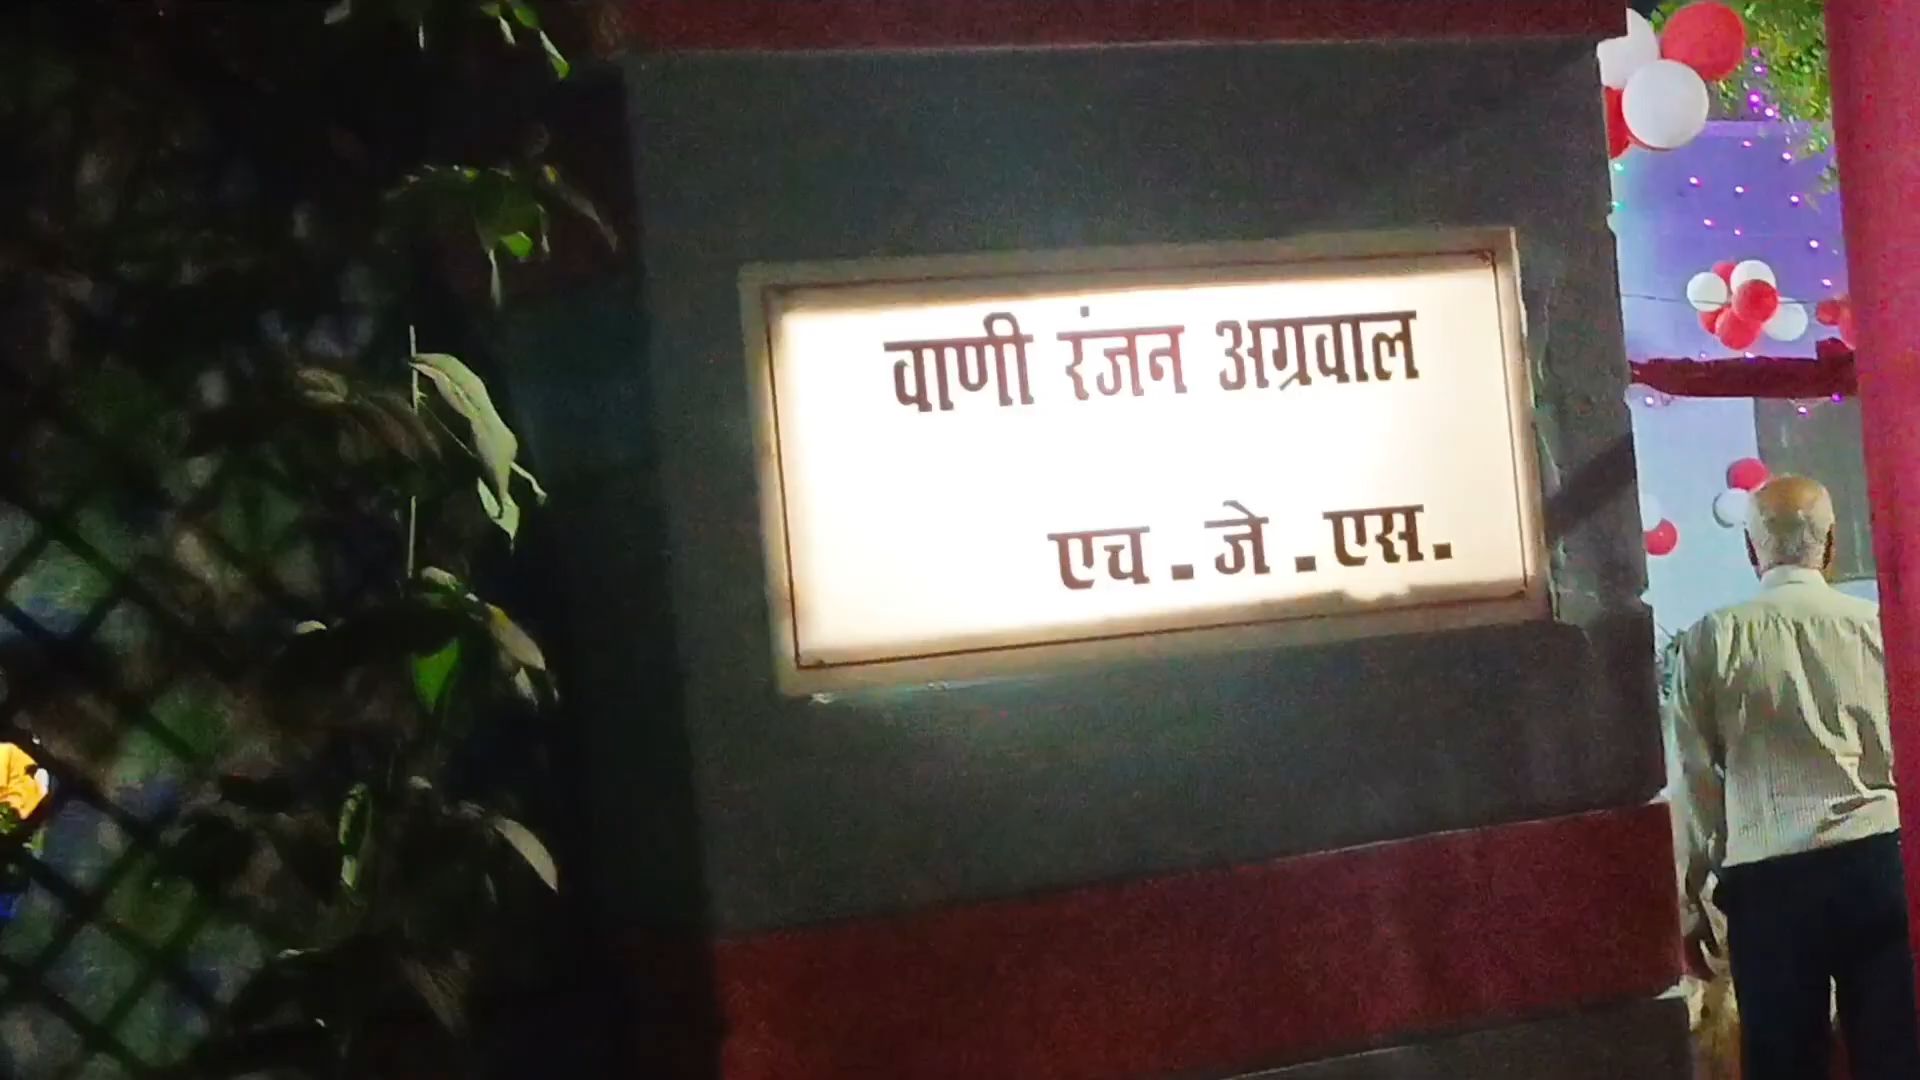 वाणी रंजन अग्रवाल
एच . जे . एस.